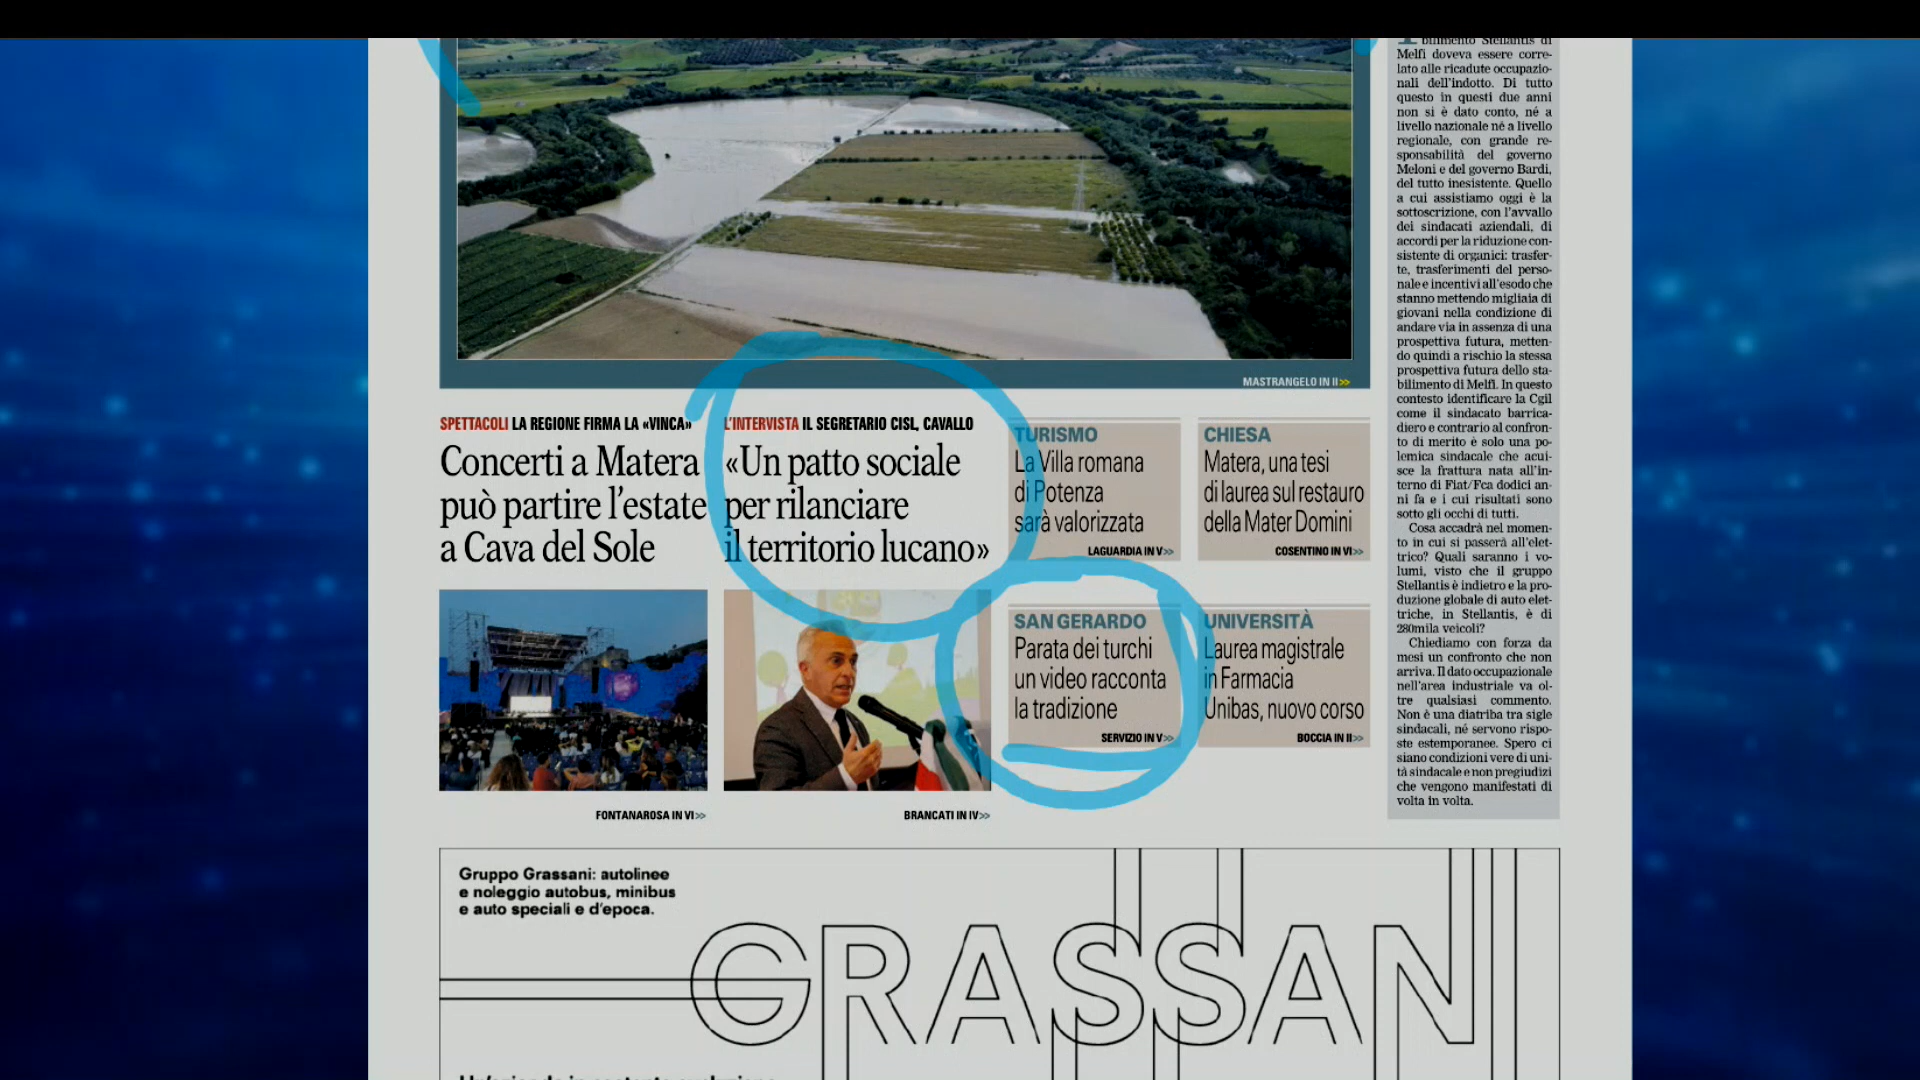 MASTRANGELO IN II>>
SPETTACOLI LA REGIONE FIRMA LA «VINCA»
Concerti a Matera
può partire l'estate
a Cava del Sole
FONTANAROSA IN VI>>
L'INTERVISTA IL SEGRETARIO CISL, CAVALLO
«Un patto sociale
per rilanciare
il territorio lucano»
BRANCATI IN IV>>
TURISMO
La Villa romana
di Potenza
sarà valorizzata
LAGUARDIA IN V>>
CHIESA
Matera, una tesi
di laurea sul restauro
della Mater Domini
COSENTINO IN VI>>
SAN GERARDO
Parata dei turchi
un video racconta
la tradizione
SERVIZIO IN V>>
UNIVERSITÀ
Laurea magistrale
in Farmacia
Unibas, nuovo corso
BOCCIA IN II>>
bilimento Stellantis di
Melfi doveva essere corre-
lato alle ricadute occupazio-
nali dell'indotto. Di tutto
questo in questi due anni
non si è dato conto, né a
livello nazionale né a livello
regionale, con grande re-
sponsabilità del governo
Meloni e del governo Bardi,
del tutto inesistente. Quello
a cui assistiamo oggi è la
sottoscrizione, con l'avvallo
dei sindacati aziendali, di
accordi per la riduzione con-
sistente di organici: trasfer-
te, trasferimenti del perso-
nale e incentivi all'esodo che
stanno mettendo migliaia di
giovani nella condizione di
andare via in assenza di una
prospettiva futura, metten-
do quindi a rischio la stessa
prospettiva futura dello sta-
bilimento di Melfi. In questo
contesto identificare la Cgil
come il sindacato barrica-
diero e contrario al confron-
to di merito è solo una po-
lemica sindacale che acui-
sce la frattura nata all'in-
terno di Fiat/Fca dodici an-
ni fa e i cui risultati sono
sotto gli occhi di tutti.
Cosa accadrà nel momen-
to in cui si passerà all'elet-
trico? Quali saranno i vo-
lumi, visto che il gruppo
Stellantis è indietro e la pro-
duzione globale di auto elet-
triche, in Stellantis, è di
280mila veicoli?
Chiediamo con forza da
mesi un confronto che non
arriva. Il dato occupazionale
nell'area industriale va ol-
tre qualsiasi commento.
Non è una diatriba tra sigle
sindacali, né servono rispo-
ste estemporanee. Spero ci
siano condizioni vere di uni-
tà sindacale e non pregiudizi
che vengono manifestati di
volta in volta.
Gruppo Grassani: autolinee
e noleggio autobus, minibus
e auto speciali e d'epoca.
GRASSANI